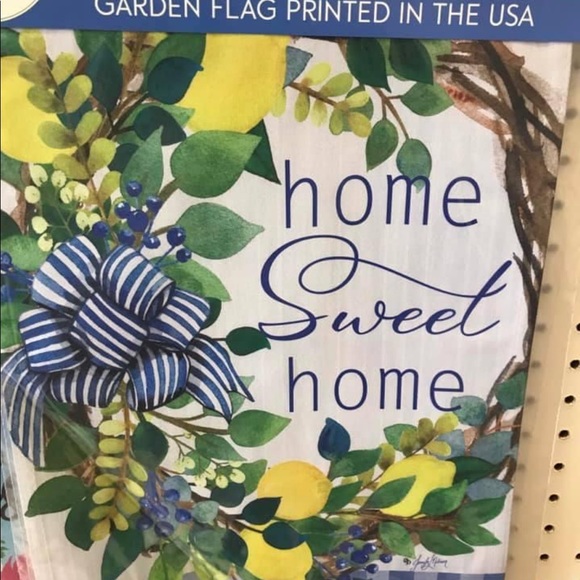 GARDEN FLAG PRINTED IN THE USA
home
Sweet
home